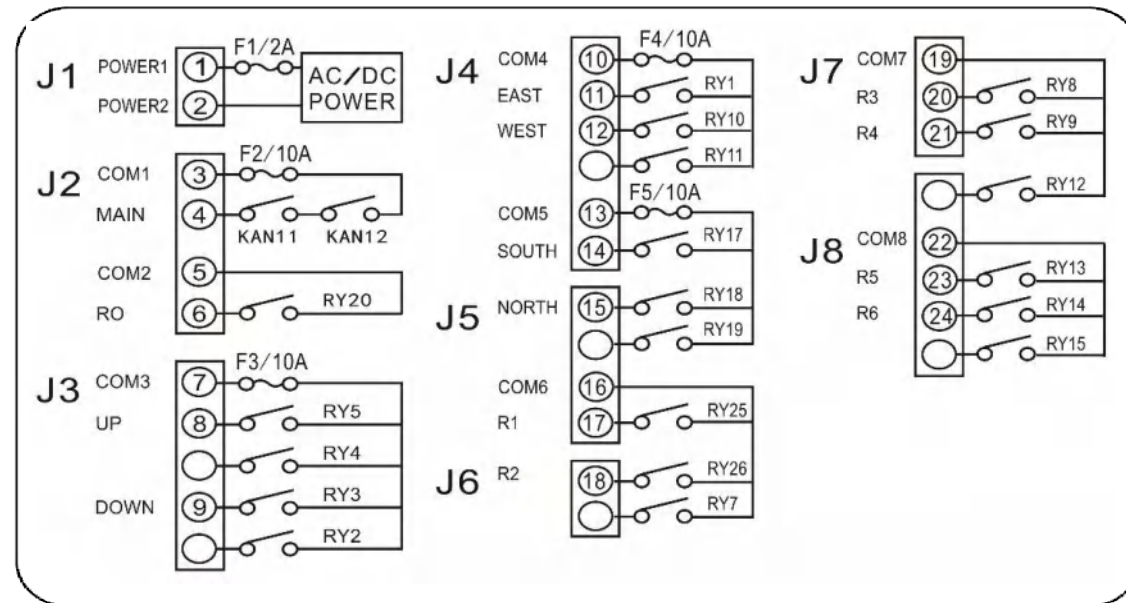 J1
POWER1 1 F1/2A AC/DC
POWER2 2 POWER
J2
COM1 3 F2/10A
MAIN 4 KAN11 KAN12
COM2 5
RO 6 RY20
J3
COM3 7 F3/10A
UP 8 RY5
RY4
DOWN 9 RY3
RY2
J4
COM4 10 F4/10A
EAST 11 RY1
WEST 12 RY10
RY11
COM5 13 F5/10A
SOUTH 14 RY17
J5
NORTH 15 RY18
RY19
COM6 16
R1 17 RY25
J6
R2 18 RY26
RY7
J7
COM7 19
R3 20 RY8
R4 21 RY9
RY12
J8
COM8 22
R5 23 RY13
R6 24 RY14
RY15